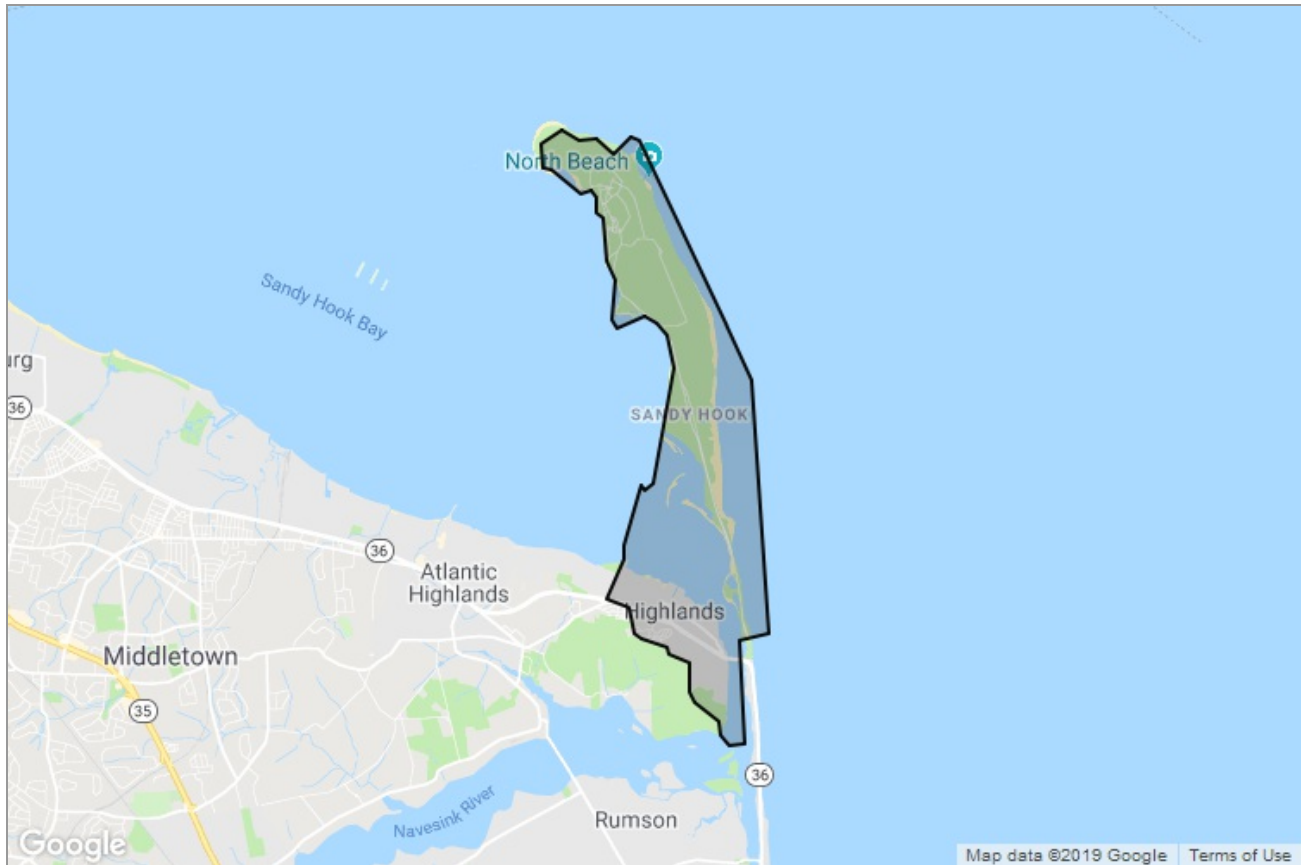 North Beach
Sandy Hook Bay
urg
36
SANDY HOOK
36
Atlantic
Highlands
Highlands
Middletown
35
36
Navesink River
Rumson
Google
Map data ©2019 Google
Terms of Use